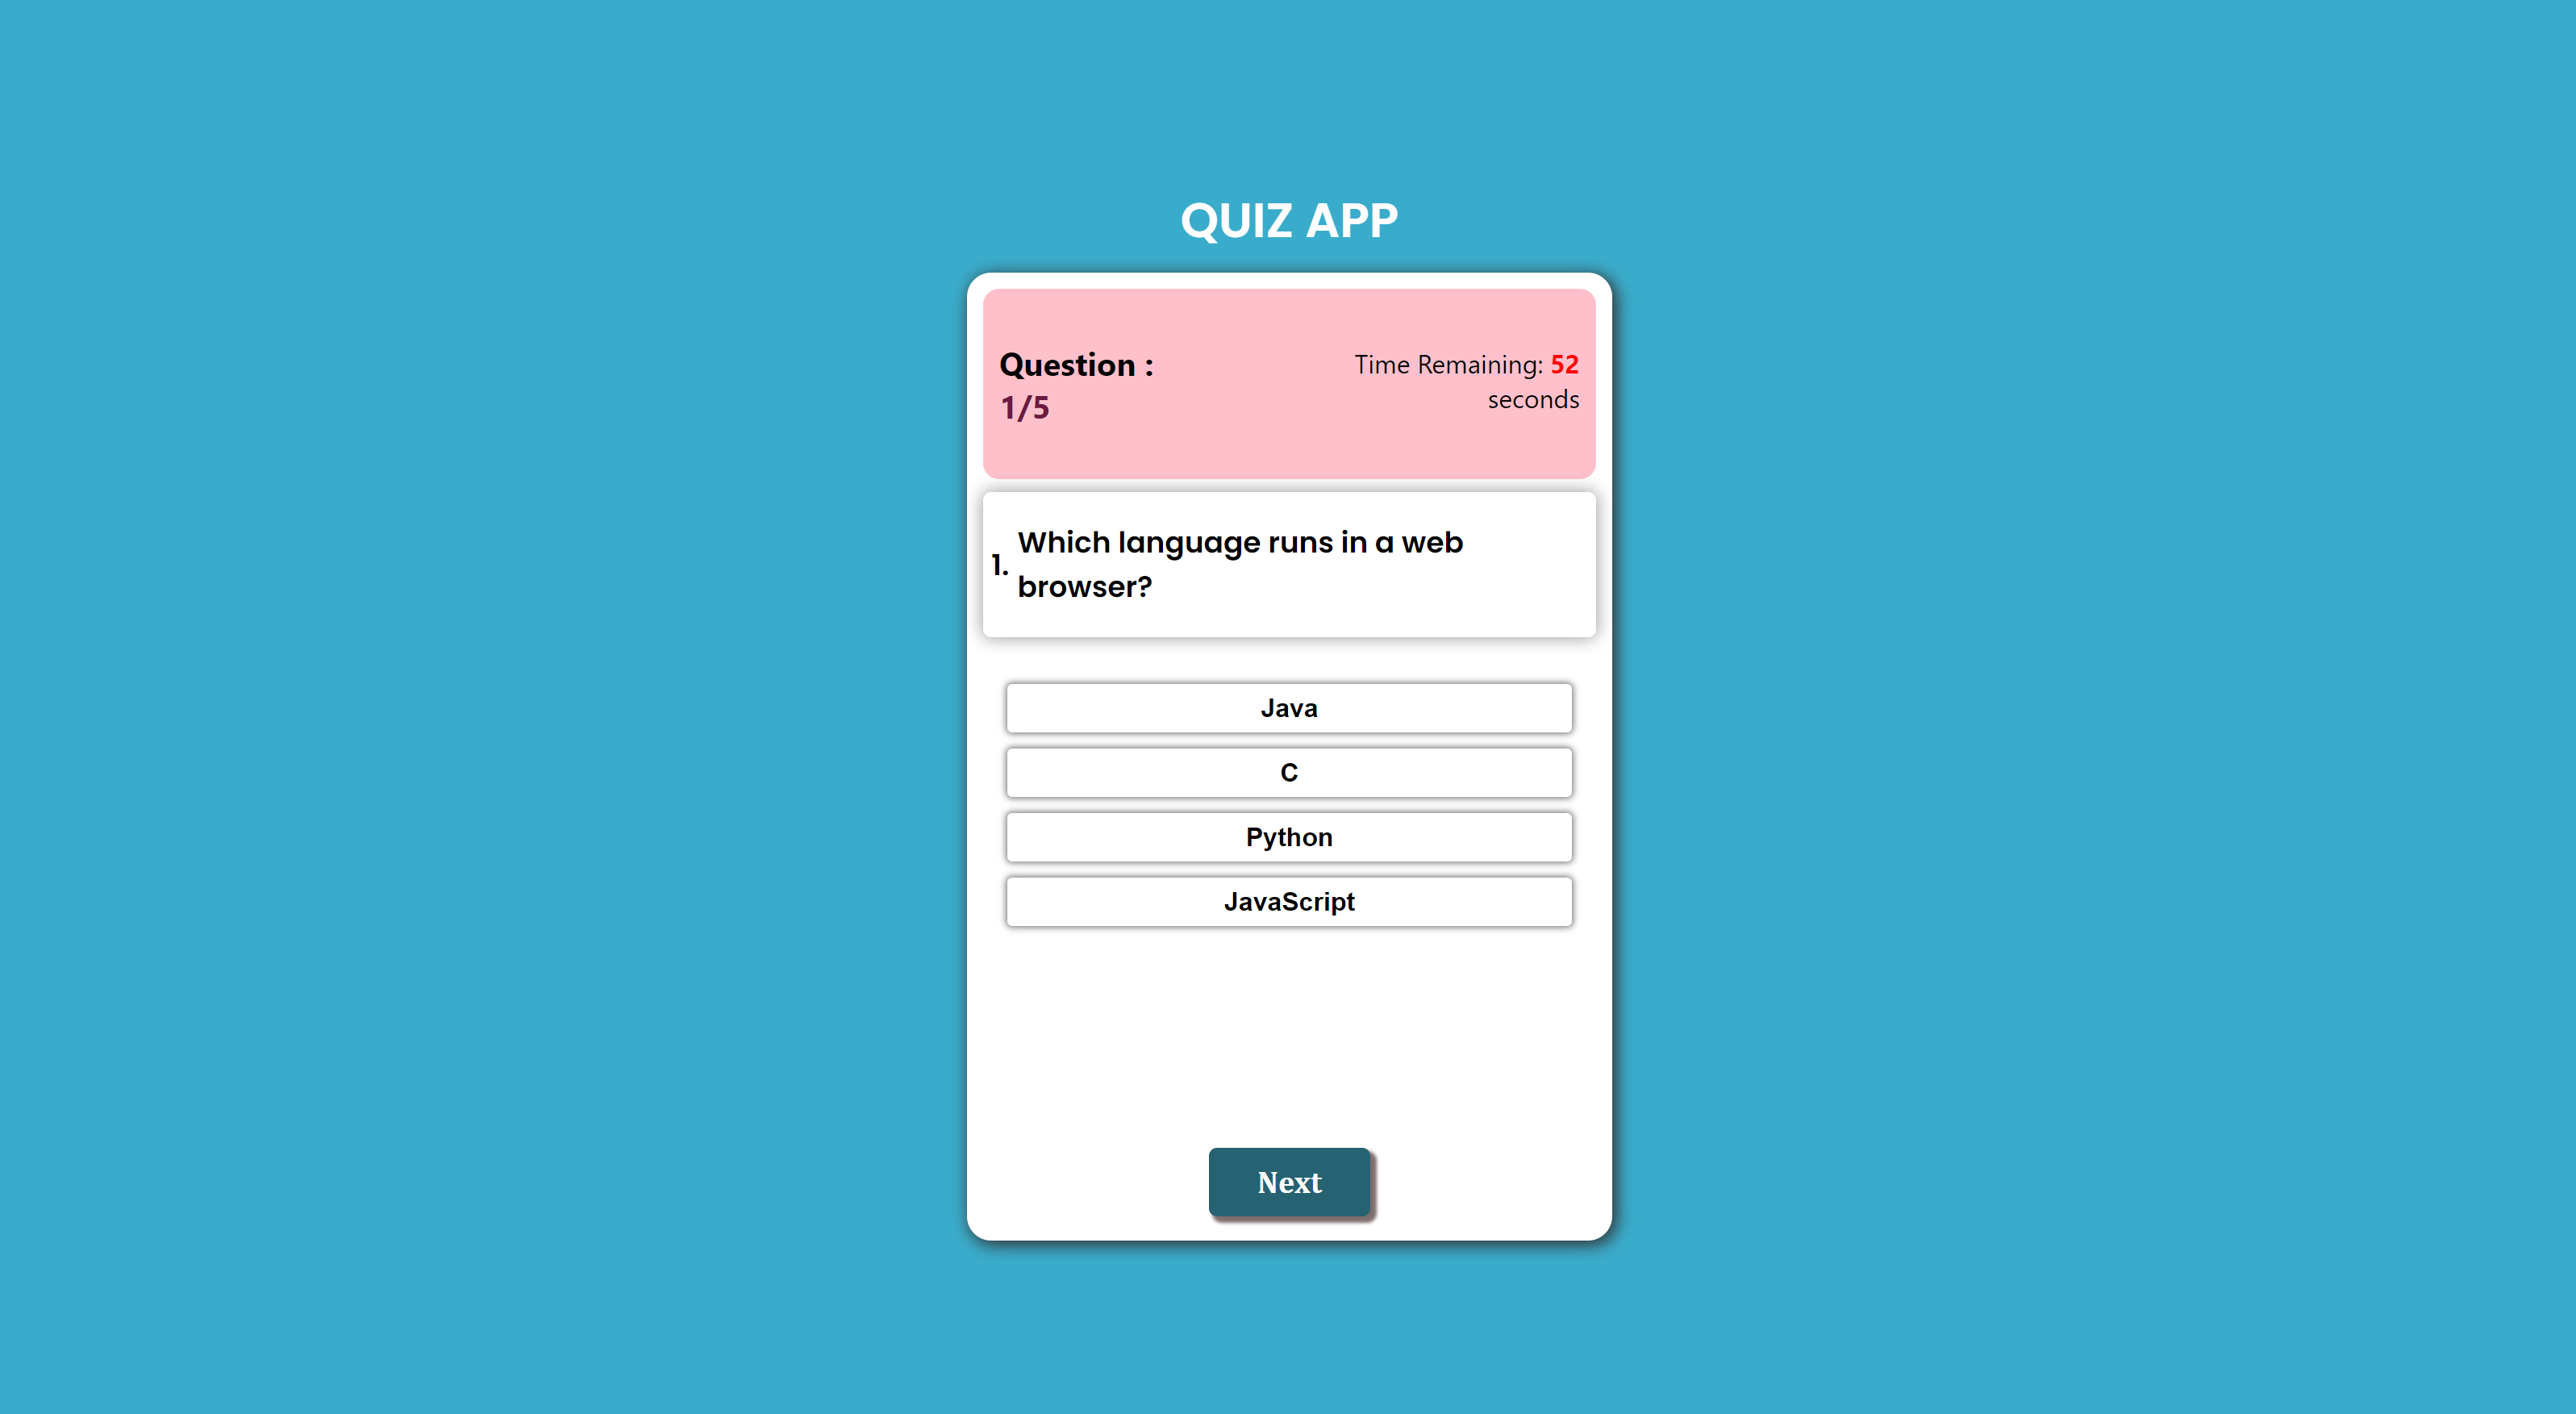 QUIZ APP
Question :
1/5
Time Remaining: 52
seconds
1.
Which language runs in a web
browser?
Java
C
Python
JavaScript
Next